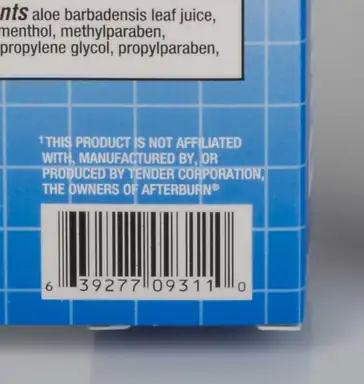 nts aloe barbadensis leaf juice,
menthol, methylparaben,
propylene glycol, propylparaben,
†THIS PRODUCT IS NOT AFFILIATED
WITH, MANUFACTURED BY, OR
PRODUCED BY TENDER CORPORATION,
THE OWNERS OF AFTERBURN®
6 39277 09311 0